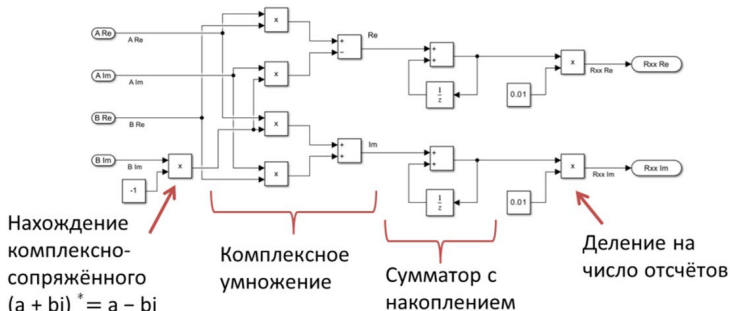 A Re
A Re
x
Re
+
−
+
+
x
Rxx Re
Rxx Re
A Im
A Im
x
1
z
0.01
B Re
B Re
x
Im
+
+
+
+
x
Rxx Im
Rxx Im
B Im
B Im
x
x
-1
1
z
0.01
Нахождение
комплексно-
сопряжённого
(a + bi) * = a − bi
Комплексное
умножение
Сумматор с
накоплением
Деление на
число отсчётов